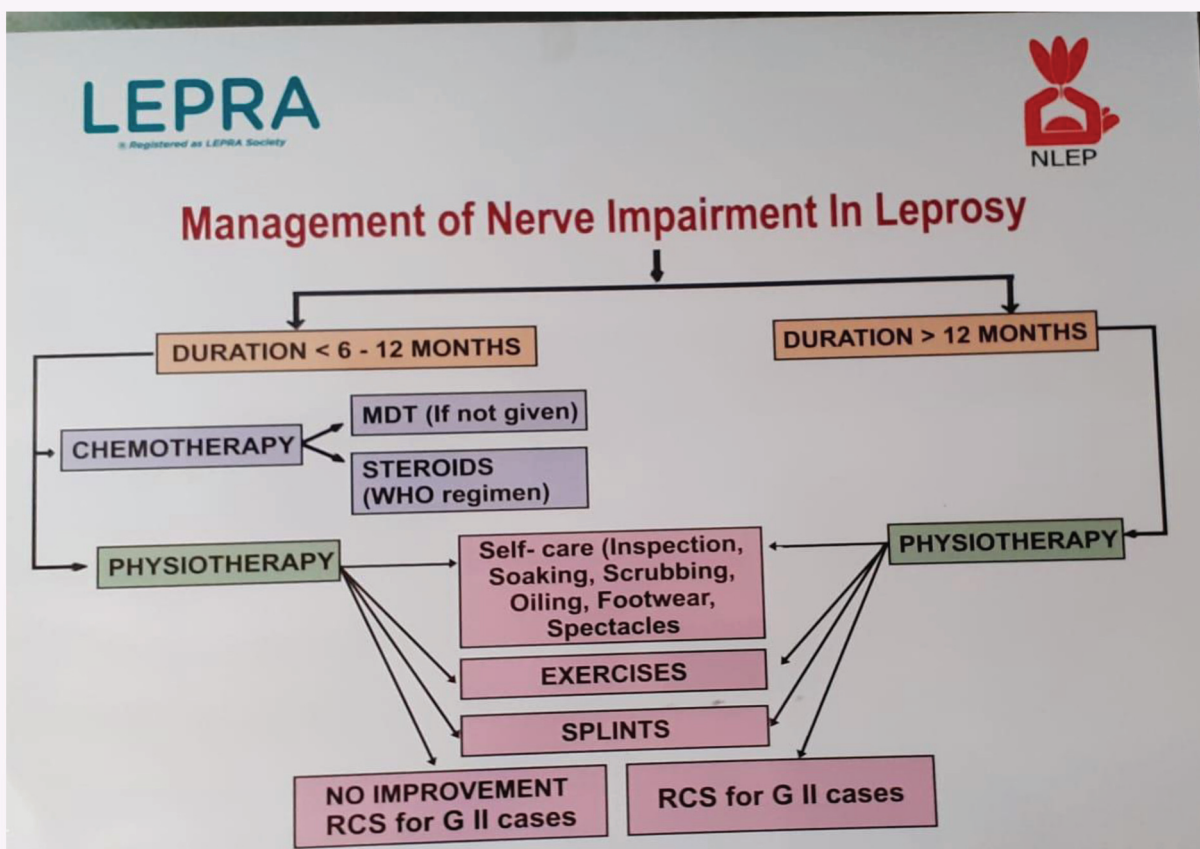 LEPRA
® Registered as LEPRA Society
NLEP
Management of Nerve Impairment In Leprosy
DURATION < 6 - 12 MONTHS
DURATION > 12 MONTHS
CHEMOTHERAPY
MDT (If not given)
STEROIDS
(WHO regimen)
PHYSIOTHERAPY
Self- care (Inspection,
Soaking, Scrubbing,
Oiling, Footwear,
Spectacles
PHYSIOTHERAPY
EXERCISES
SPLINTS
NO IMPROVEMENT
RCS for G II cases
RCS for G II cases